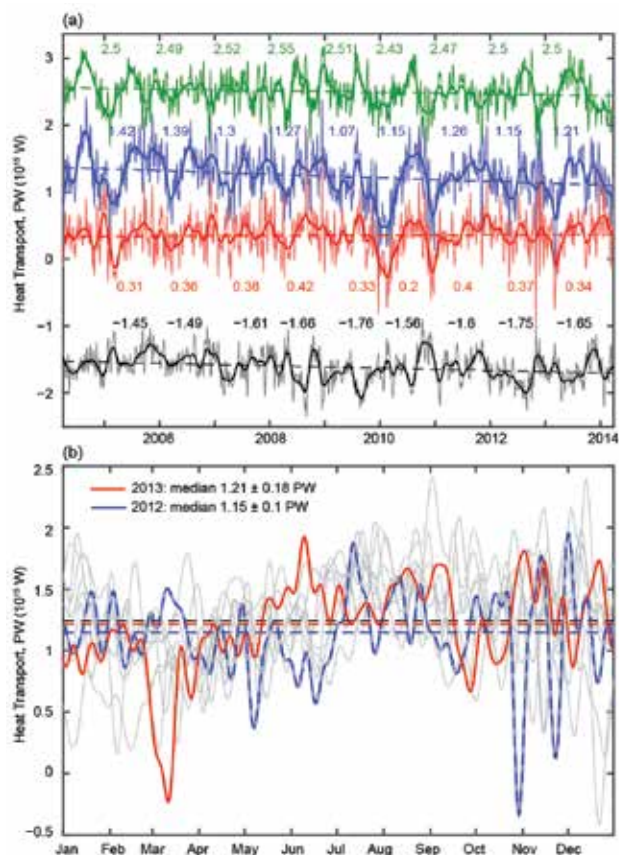 (a)
2.5 2.49 2.52 2.55 2.51 2.43 2.47 2.5 2.5
3
2
1.42 1.39 1.3 1.27 1.07 1.15 1.26 1.15 1.21
1
0
0.31 0.36 0.38 0.42 0.33 0.2 0.4 0.37 0.34
−1
−1.45 −1.49 −1.61 −1.66 −1.76 −1.56 −1.6 −1.75 −1.65
−2
Heat Transport, PW (10¹⁵ W)
2006 2008 2010 2012 2014
(b)
2.5
2013: median 1.21 ± 0.18 PW
2012: median 1.15 ± 0.1 PW
2
1.5
1
0.5
0
−0.5
Heat Transport, PW (10¹⁵ W)
Jan Feb Mar Apr May Jun Jul Aug Sep Oct Nov Dec